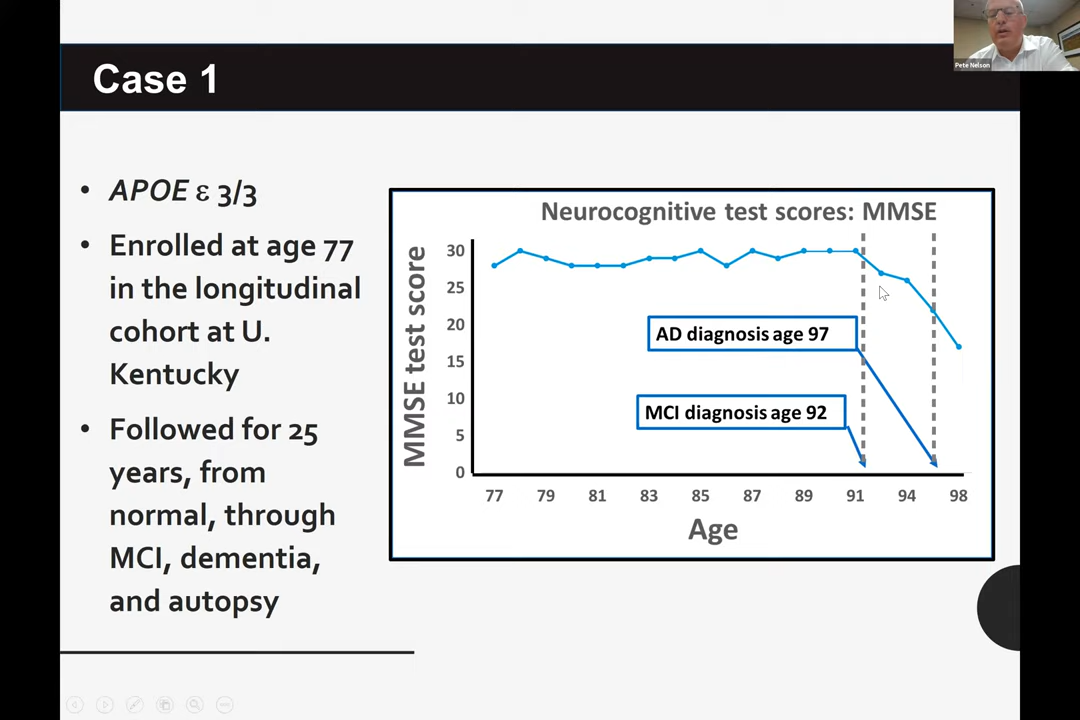 Pete Nelson
Case 1
• APOE ε 3/3
• Enrolled at age 77
in the longitudinal
cohort at U.
Kentucky
• Followed for 25
years, from
normal, through
MCI, dementia,
and autopsy
Neurocognitive test scores: MMSE
MMSE test score
30
25
20
15
10
5
0
AD diagnosis age 97
MCI diagnosis age 92
77 79 81 83 85 87 89 91 94 98
Age